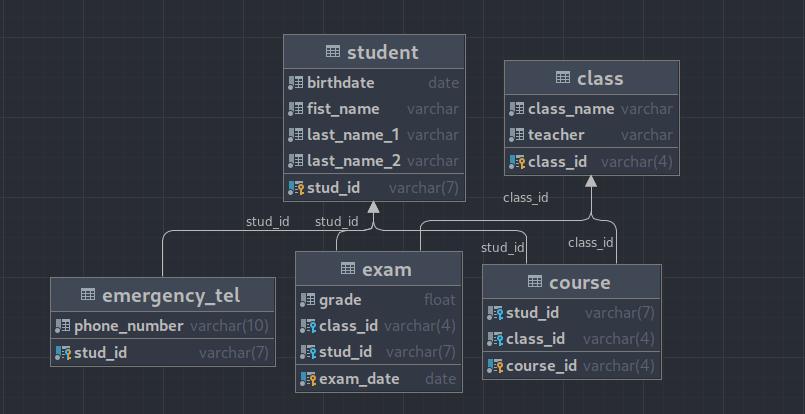 student
birthdate date
fist_name varchar
last_name_1 varchar
last_name_2 varchar
stud_id varchar(7)
class
class_name varchar
teacher varchar
class_id varchar(4)
class_id
stud_id
stud_id
stud_id
class_id
emergency_tel
phone_number varchar(10)
stud_id varchar(7)
exam
grade float
class_id varchar(4)
stud_id varchar(7)
exam_date date
course
stud_id varchar(7)
class_id varchar(4)
course_id varchar(4)